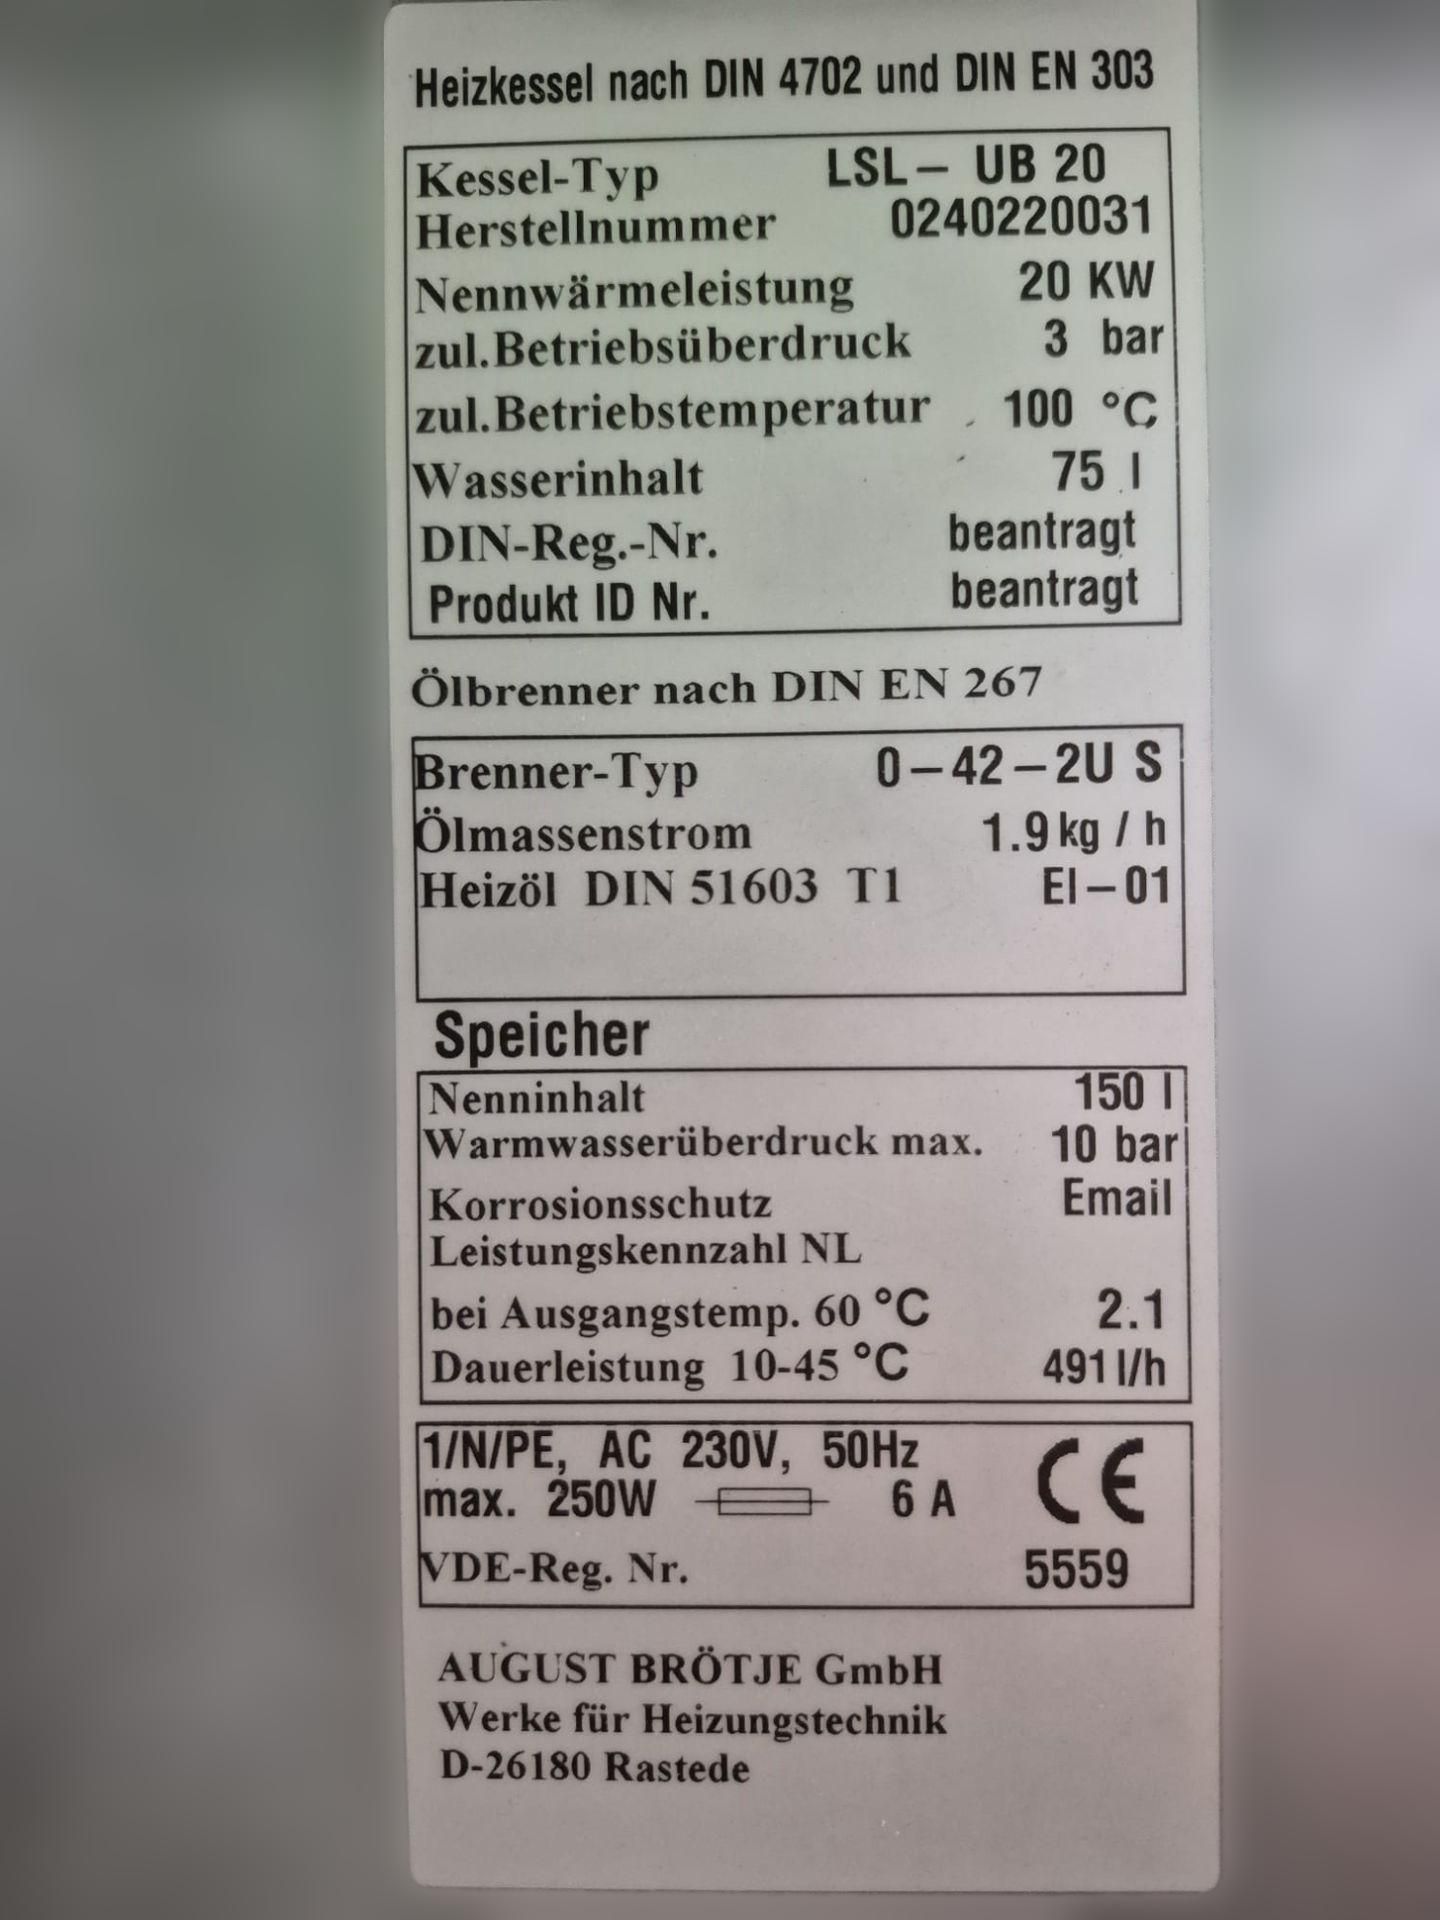 Heizkessel nach DIN 4702 und DIN EN 303
Kessel-Typ LSL – UB 20
Herstellnummer 0240220031
Nennwärmeleistung 20 KW
zul.Betriebsüberdruck 3 bar
zul.Betriebstemperatur 100 °C
Wasserinhalt 75 l
DIN-Reg.-Nr. beantragt
Produkt ID Nr. beantragt
Ölbrenner nach DIN EN 267
Brenner-Typ 0 – 42 – 2U S
Ölmassenstrom 1.9 kg / h
Heizöl DIN 51603 T1 El – 01
Speicher
Nenninhalt 150 l
Warmwasserüberdruck max. 10 bar
Korrosionsschutz Email
Leistungskennzahl NL
bei Ausgangstemp. 60 °C 2.1
Dauerleistung 10-45 °C 491 l/h
1/N/PE, AC 230V, 50Hz CE
max. 250W 6 A
VDE-Reg. Nr. 5559
AUGUST BRÖTJE GmbH
Werke für Heizungstechnik
D-26180 Rastede